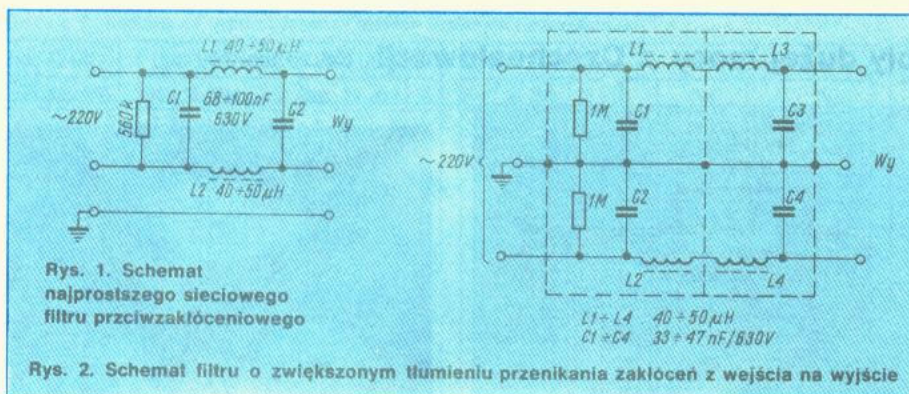 L1 40÷50μH
~220V
560k
C1
68÷100nF
630V
C2
Wy
L2 40÷50μH
Rys. 1. Schemat
najprostszego sieciowego
filtru przciwzakłóceniowego
L1
L3
~220V
1M
C1
C3
Wy
1M
C2
C4
L2
L4
L1÷L4 40÷50μH
C1÷C4 33÷47nF/630V
Rys. 2. Schemat filtru o zwiększonym tłumieniu przenikania zakłóceń z wejścia na wyjście